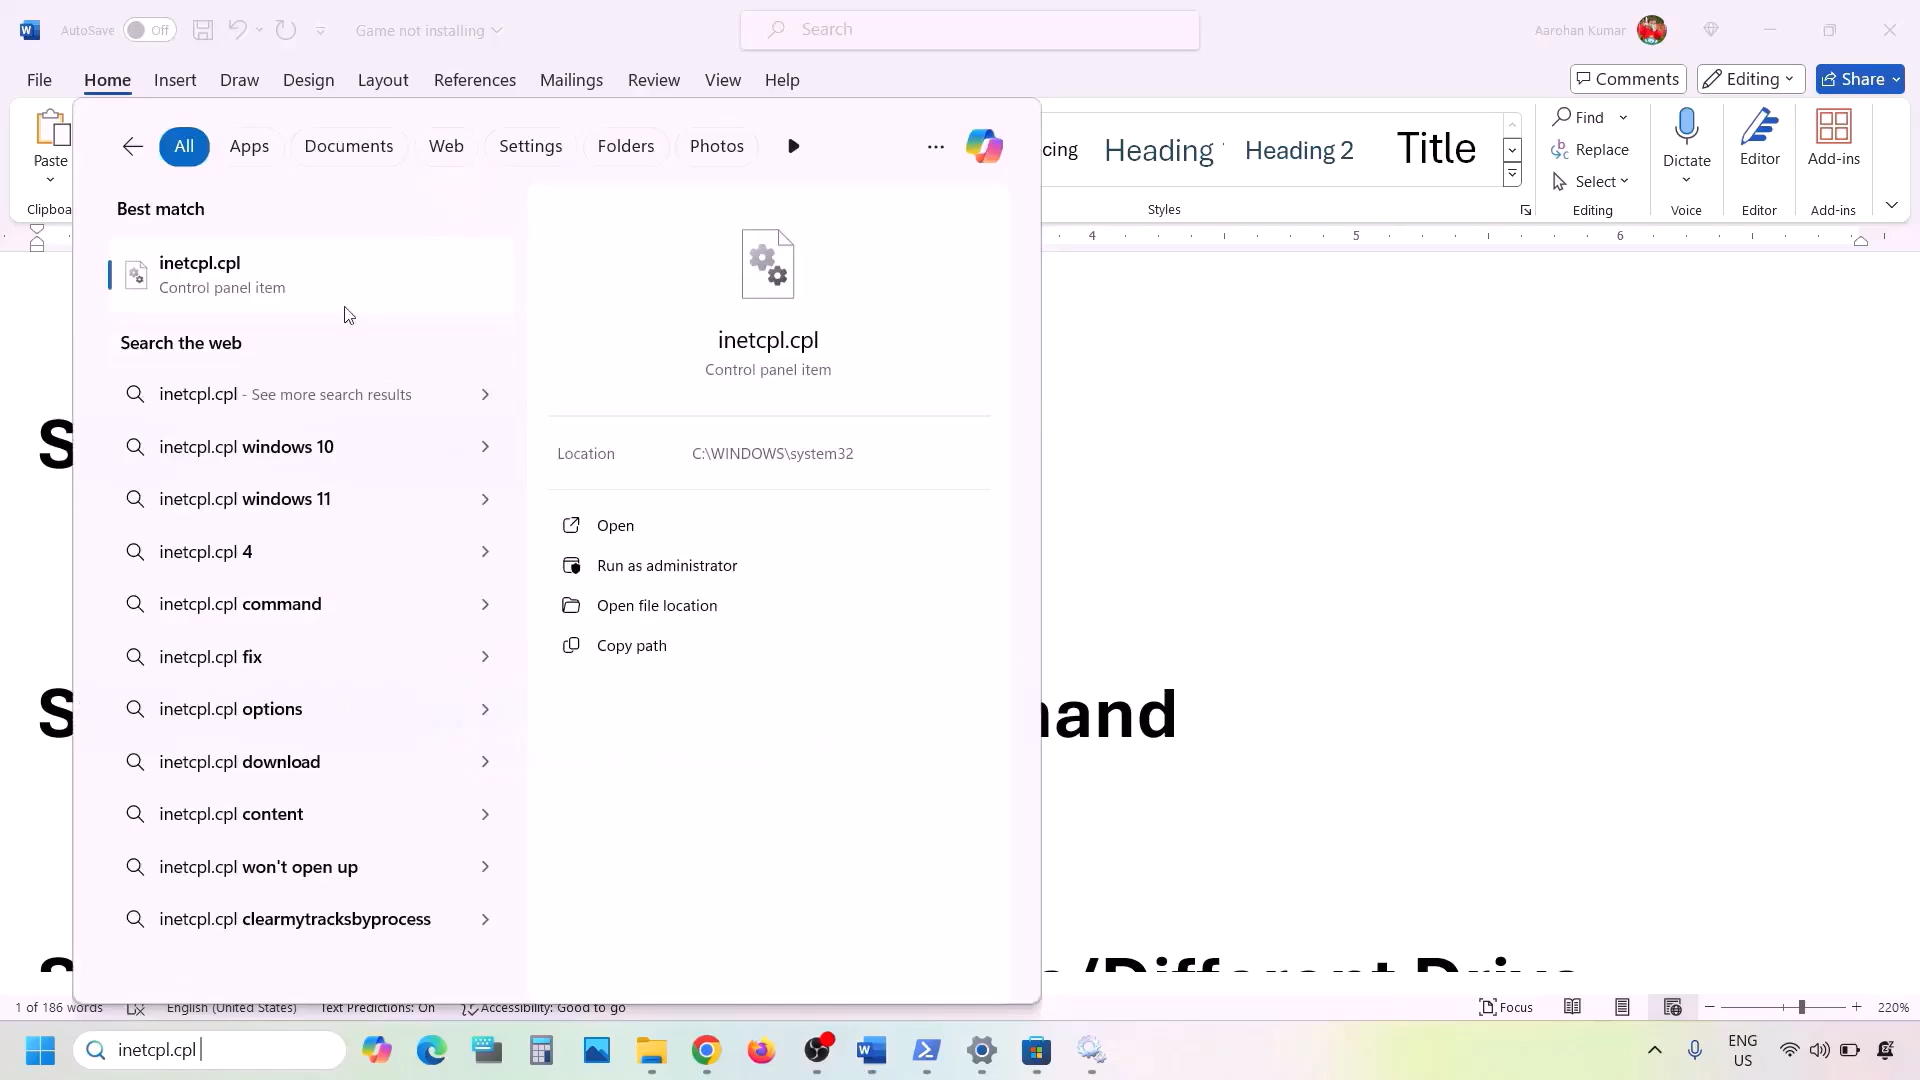 AutoSave Off Game not installing Search Aarohan Kumar
File Home Insert Draw Design Layout References Mailings Review View Help Comments Editing Share
Paste
Clipboa
cing Heading Heading 2 Title
Styles
Find
Replace
Select
Editing
Dictate
Voice
Editor
Editor
Add-ins
Add-ins
4 5 6
All Apps Documents Web Settings Folders Photos
Best match
inetcpl.cpl
Control panel item
Search the web
inetcpl.cpl - See more search results
inetcpl.cpl windows 10
inetcpl.cpl windows 11
inetcpl.cpl 4
inetcpl.cpl command
inetcpl.cpl fix
inetcpl.cpl options
inetcpl.cpl download
inetcpl.cpl content
inetcpl.cpl won't open up
inetcpl.cpl clearmytracksbyprocess
inetcpl.cpl
Control panel item
Location C:\WINDOWS\system32
Open
Run as administrator
Open file location
Copy path
S
S and
/Different Drive
1 of 186 words English (United States) Text Predictions: On Accessibility: Good to go Focus 220%
inetcpl.cpl
ENG
US